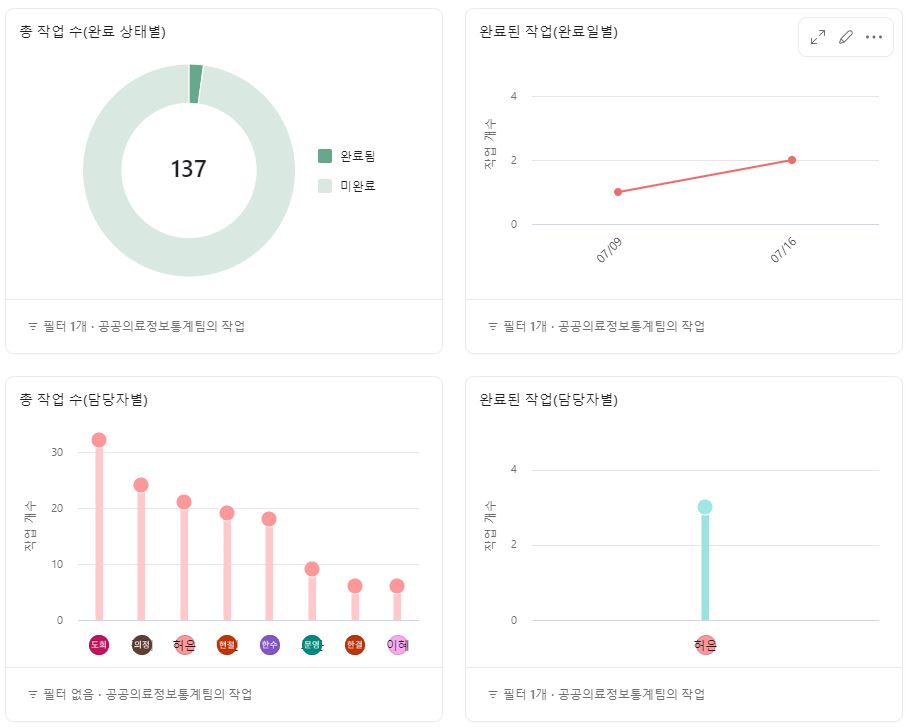 총 작업 수(완료 상태별)
137
완료됨
미완료
필터 1개 · 공공의료정보통계팀의 작업
완료된 작업(완료일별)
작업 개수
4
2
0
07/09
07/16
필터 1개 · 공공의료정보통계팀의 작업
총 작업 수(담당자별)
작업 개수
30
20
10
0
도희
의정
허은
현철
한수
문영
한결
이혜
필터 없음 · 공공의료정보통계팀의 작업
완료된 작업(담당자별)
작업 개수
4
2
0
허은
필터 1개 · 공공의료정보통계팀의 작업